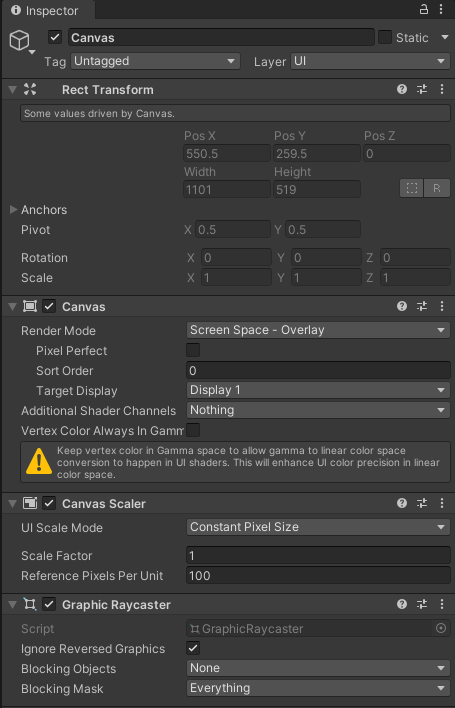 Inspector
Canvas Static
Tag Untagged Layer UI
Rect Transform
Some values driven by Canvas.
Pos X Pos Y Pos Z
550.5 259.5 0
Width Height
1101 519 R
Anchors
Pivot X 0.5 Y 0.5
Rotation X 0 Y 0 Z 0
Scale X 1 Y 1 Z 1
Canvas
Render Mode Screen Space - Overlay
Pixel Perfect
Sort Order 0
Target Display Display 1
Additional Shader Channels Nothing
Vertex Color Always In Gamm
Keep vertex color in Gamma space to allow gamma to linear color space
conversion to happen in UI shaders. This will enhance UI color precision in linear
color space.
Canvas Scaler
UI Scale Mode Constant Pixel Size
Scale Factor 1
Reference Pixels Per Unit 100
Graphic Raycaster
Script GraphicRaycaster
Ignore Reversed Graphics
Blocking Objects None
Blocking Mask Everything